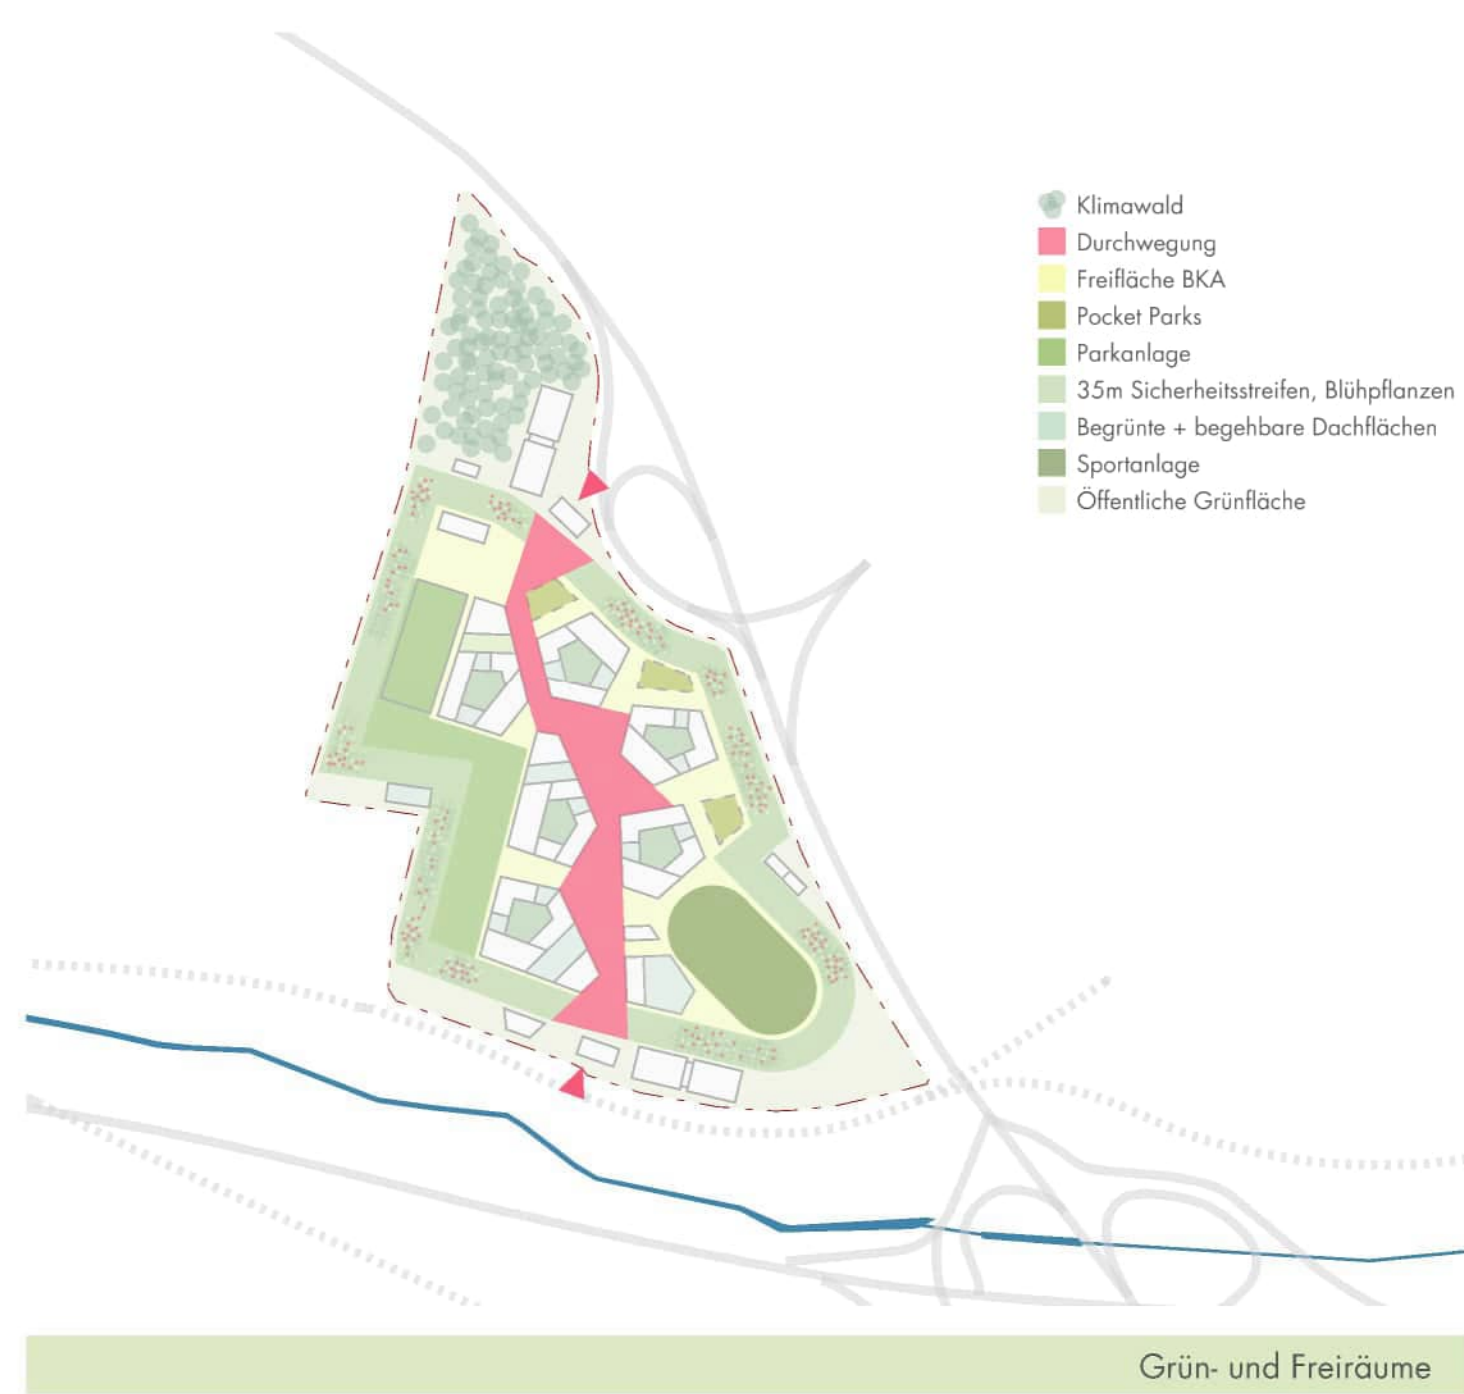 Klimawald
Durchwegung
Freifläche BKA
Pocket Parks
Parkanlage
35m Sicherheitsstreifen, Blühpflanzen
Begrünte + begehbare Dachflächen
Sportanlage
Öffentliche Grünfläche
Grün- und Freiräume